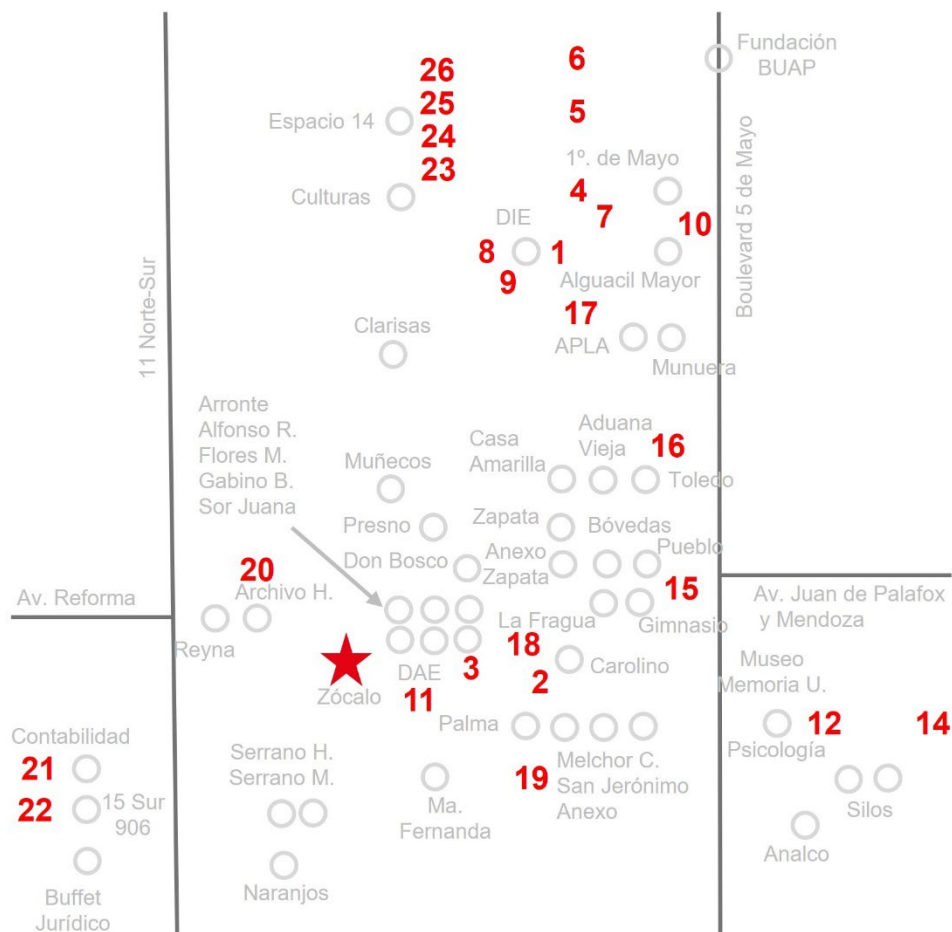 26
6
Fundación
BUAP
Espacio 14
25
5
24
1º. de Mayo
23
4
Culturas
7
10
DIE
8
1
9
Alguacil Mayor
Boulevard 5 de Mayo
11 Norte-Sur
17
Clarisas
APLA
Munuera
Arronte
Alfonso R.
Flores M.
Gabino B.
Sor Juana
Muñecos
Casa
Amarilla
Aduana
Vieja
16
Toledo
Presno
Zapata
Bóvedas
Don Bosco
Anexo
Zapata
Pueblo
20
Archivo H.
Av. Reforma
15
Av. Juan de Palafox
y Mendoza
Reyna
La Fragua
Gimnasio
18
DAE
3
Carolino
Museo
Memoria U.
Zócalo
11
2
Palma
12
14
Psicología
Contabilidad
21
22
15 Sur
906
Serrano H.
Serrano M.
Ma.
Fernanda
19
Melchor C.
San Jerónimo
Anexo
Silos
Analco
Buffet
Jurídico
Naranjos